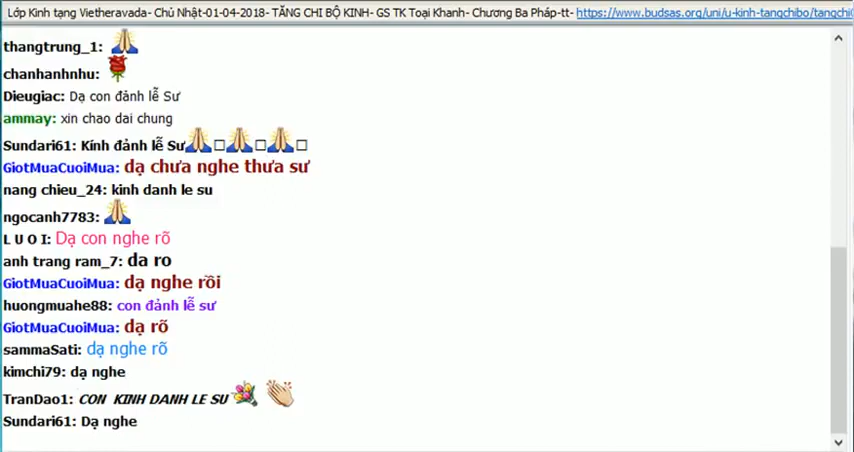 Lớp Kinh tạng Vietheravada- Chủ Nhật-01-04-2018- TĂNG CHI BỘ KINH- GS TK Toại Khanh- Chương Ba Pháp-tt- https://www.budsas.org/uni/u-kinh-tangchibo/tangchi0
thangtrung_1: 🙏
chanhanhnhu: 🌹
Dieugiac: Dạ con đảnh lễ Sư
ammay: xin chao dai chung
Sundari61: Kính đảnh lễ Sư🙏 □🙏 □🙏 □
GiotMuaCuoiMua: dạ chưa nghe thưa sư
nang chieu_24: kinh danh le su
ngocanh7783: 🙏
L U O I: Dạ con nghe rõ
anh trang ram_7: da ro
GiotMuaCuoiMua: dạ nghe rồi
huongmuahe88: con đảnh lễ sư
GiotMuaCuoiMua: dạ rõ
sammaSati: dạ nghe rõ
kimchi79: dạ nghe
TranDao1: CON KINH DANH LE SU 💐 👏
Sundari61: Dạ nghe